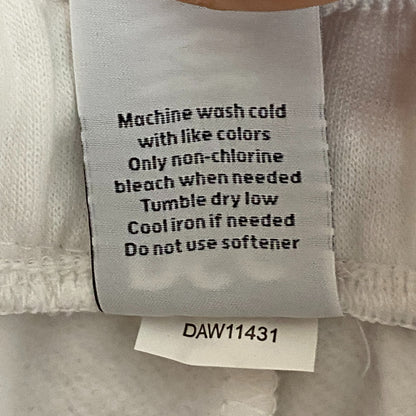 Machine wash cold
with like colors
Only non-chlorine
bleach when needed
Tumble dry low
Cool iron if needed
Do not use softener
DAW11431